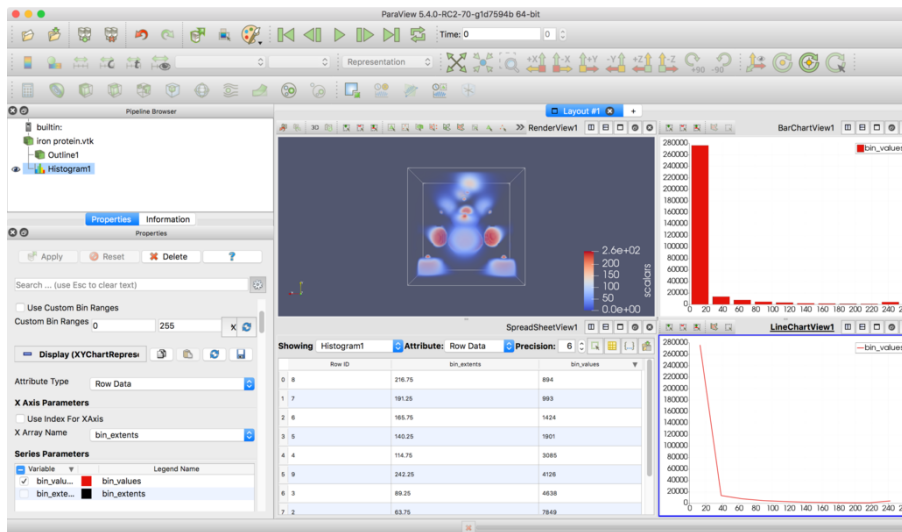 ParaView 5.4.0-RC2-70-g1d7594b 64-bit
Time: 0 0
Representation +X -X +Y -Y +Z -Z +90 -90
Pipeline Browser
builtin:
iron protein.vtk
Outline1
Histogram1
Properties Information
Properties
Apply Reset Delete ?
Search ... (use Esc to clear text)
Use Custom Bin Ranges
Custom Bin Ranges 0 255
Display (XYChartRepres
Attribute Type Row Data
X Axis Parameters
Use Index For XAxis
X Array Name bin_extents
Series Parameters
Variable Legend Name
bin_valu... bin_values
bin_exte... bin_extents
Layout #1 +
3D >> RenderView1
2.6e+02
200
150
100
50
0.0e+00
scalars
BarChartView1
bin_values
280000
260000
240000
220000
200000
180000
160000
140000
120000
100000
80000
60000
40000
20000
0
0 20 40 60 80 100 120 140 160 180 200 220 240
SpreadSheetView1
Showing Histogram1 Attribute: Row Data Precision: 6 {..}
Row ID bin_extents bin_values
0 8 216.75 894
1 7 191.25 993
2 6 165.75 1424
3 5 140.25 1901
4 4 114.75 3065
5 9 242.25 4126
6 3 89.25 4638
7 2 63.75 7849
LineChartView1
bin_values
280000
260000
240000
220000
200000
180000
160000
140000
120000
100000
80000
60000
40000
20000
0
0 20 40 60 80 100 120 140 160 180 200 220 240